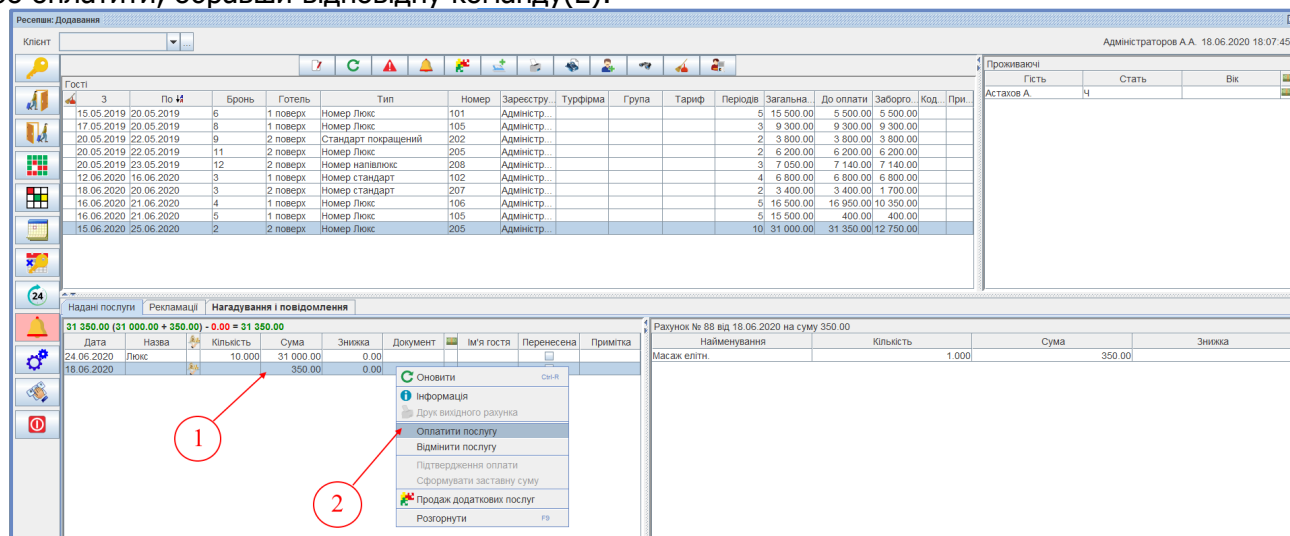 оплатити, обравши відповідну команду(2).
Ресепшн: Додавання
Клієнт
Адміністраторов А.А. 18.06.2020 18:07:45
Гості
З По Бронь Готель Тип Номер Зареєстру... Турфірма Група Тариф Періодів Загальна... До оплати Заборго... Код... При...
15.05.2019 20.05.2019 6 1 поверх Номер Люкс 101 Адміністр... 5 15 500.00 5 500.00 5 500.00
17.05.2019 20.05.2019 8 1 поверх Номер Люкс 105 Адміністр... 3 9 300.00 9 300.00 9 300.00
20.05.2019 22.05.2019 9 2 поверх Стандарт покращений 202 Адміністр... 2 3 800.00 3 800.00 3 800.00
20.05.2019 22.05.2019 11 2 поверх Номер Люкс 205 Адміністр... 2 6 200.00 6 200.00 6 200.00
20.05.2019 23.05.2019 12 2 поверх Номер напівлюкс 208 Адміністр... 3 7 050.00 7 140.00 7 140.00
12.06.2020 16.06.2020 3 1 поверх Номер стандарт 102 Адміністр... 4 6 800.00 6 800.00 6 800.00
18.06.2020 20.06.2020 3 2 поверх Номер стандарт 207 Адміністр... 2 3 400.00 3 400.00 1 700.00
16.06.2020 21.06.2020 4 1 поверх Номер Люкс 106 Адміністр... 5 16 500.00 16 950.00 10 350.00
16.06.2020 21.06.2020 5 1 поверх Номер Люкс 105 Адміністр... 5 15 500.00 400.00 400.00
15.06.2020 25.06.2020 2 2 поверх Номер Люкс 205 Адміністр... 10 31 000.00 31 350.00 12 750.00
Проживаючі
Гість Стать Вік
Астахов А. Ч
24
Надані послуги Рекламації Нагадування і повідомлення
31 350.00 (31 000.00 + 350.00) - 0.00 = 31 350.00
Дата Назва Кількість Сума Знижка Документ Ім'я гостя Перенесена Примітка
24.06.2020 Люкс 10.000 31 000.00 0.00
18.06.2020 350.00 0.00
Оновити Ctrl-R
Інформація
Друк вихідного рахунка
Оплатити послугу
Відмінити послугу
Підтвердження оплати
Сформувати заставну суму
Продаж додаткових послуг
Розгорнути F9
1
2
Рахунок № 88 від 18.06.2020 на суму 350.00
Найменування Кількість Сума Знижка
Масаж елітн. 1.000 350.00